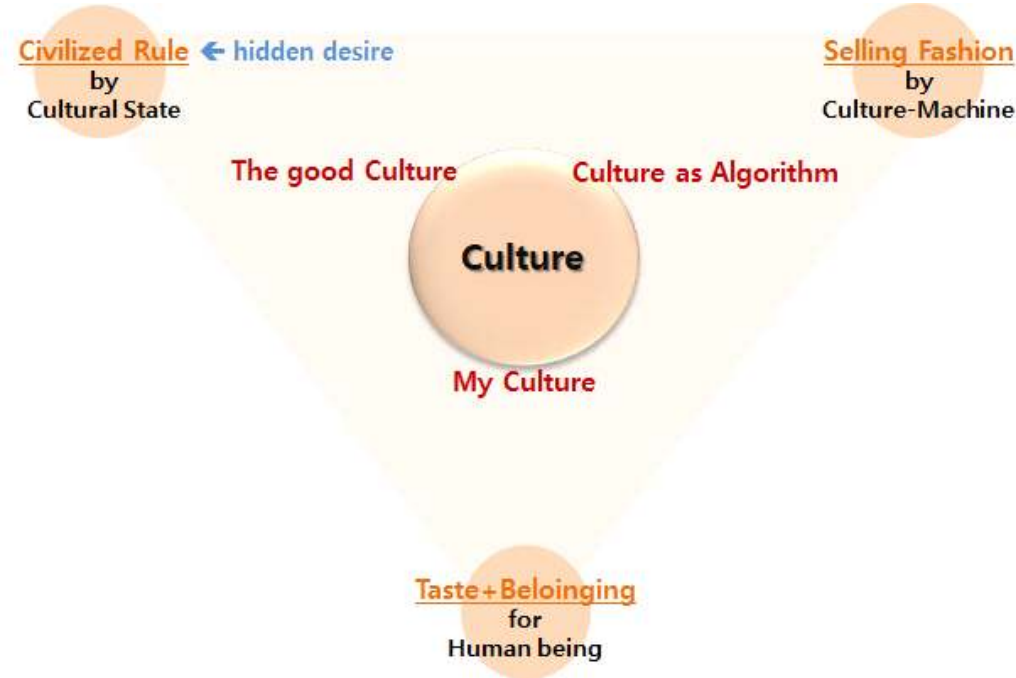 Civilized Rule ← hidden desire
by
Cultural State
Selling Fashion
by
Culture-Machine
The good Culture
Culture as Algorithm
Culture
My Culture
Taste+Beloinging
for
Human being